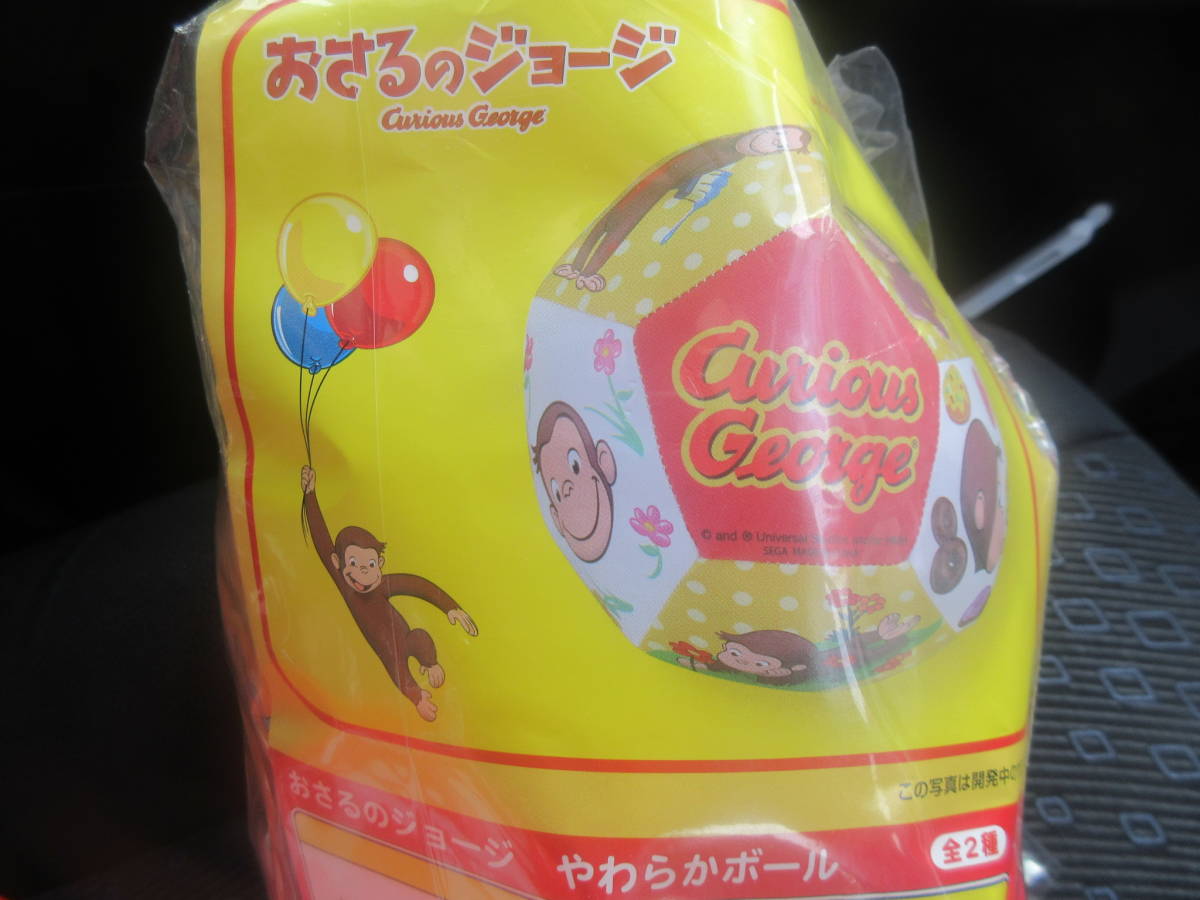 おさるのジョージ
Curious George
Curious
George
© and ® Universal
SEGA
この写真は開発中
おさるのジョージ やわらかボール 全2種